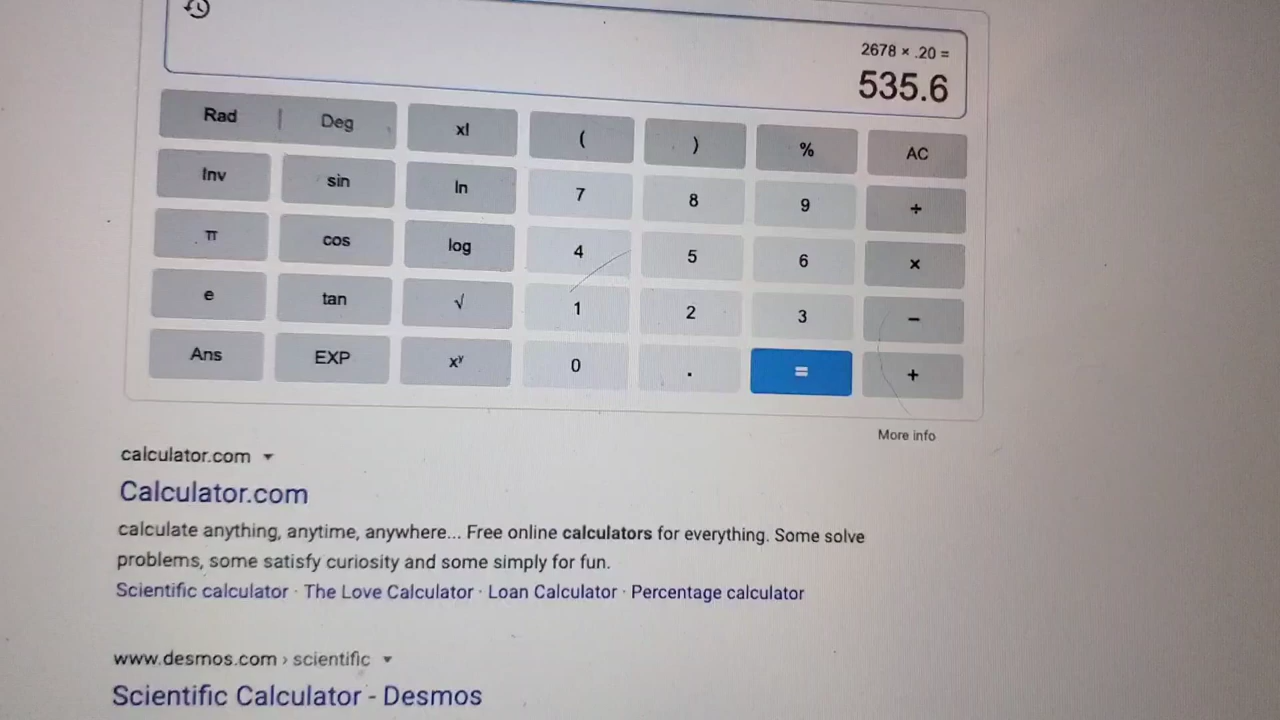 2678 × .20 =
535.6
Rad | Deg x! ( ) % AC
Inv sin ln 7 8 9 ÷
π cos log 4 5 6 ×
e tan √ 1 2 3 −
Ans EXP xʸ 0 . = +
More info
calculator.com
Calculator.com
calculate anything, anytime, anywhere... Free online calculators for everything. Some solve
problems, some satisfy curiosity and some simply for fun.
Scientific calculator · The Love Calculator · Loan Calculator · Percentage calculator
www.desmos.com › scientific
Scientific Calculator - Desmos